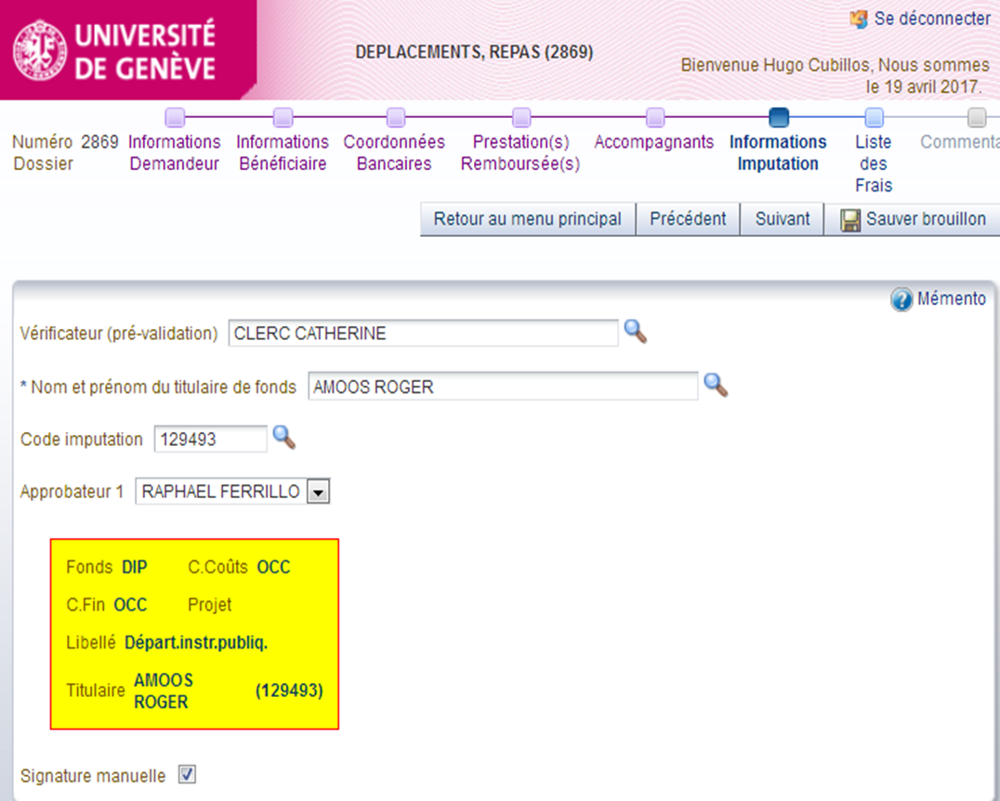 UNIVERSITÉ
DE GENÈVE
DEPLACEMENTS, REPAS (2869)
Se déconnecter
Bienvenue Hugo Cubillos, Nous sommes
le 19 avril 2017.
Numéro 2869
Dossier
Informations
Demandeur
Informations
Bénéficiaire
Coordonnées
Bancaires
Prestation(s)
Remboursée(s)
Accompagnants
Informations
Imputation
Liste
des
Frais
Commenta
Retour au menu principal Précédent Suivant Sauver brouillon
Mémento
Vérificateur (pré-validation) CLERC CATHERINE
* Nom et prénom du titulaire de fonds AMOOS ROGER
Code imputation 129493
Approbateur 1 RAPHAEL FERRILLO
Fonds DIP C.Coûts OCC
C.Fin OCC Projet
Libellé Départ.instr.publiq.
Titulaire AMOOS ROGER (129493)
Signature manuelle